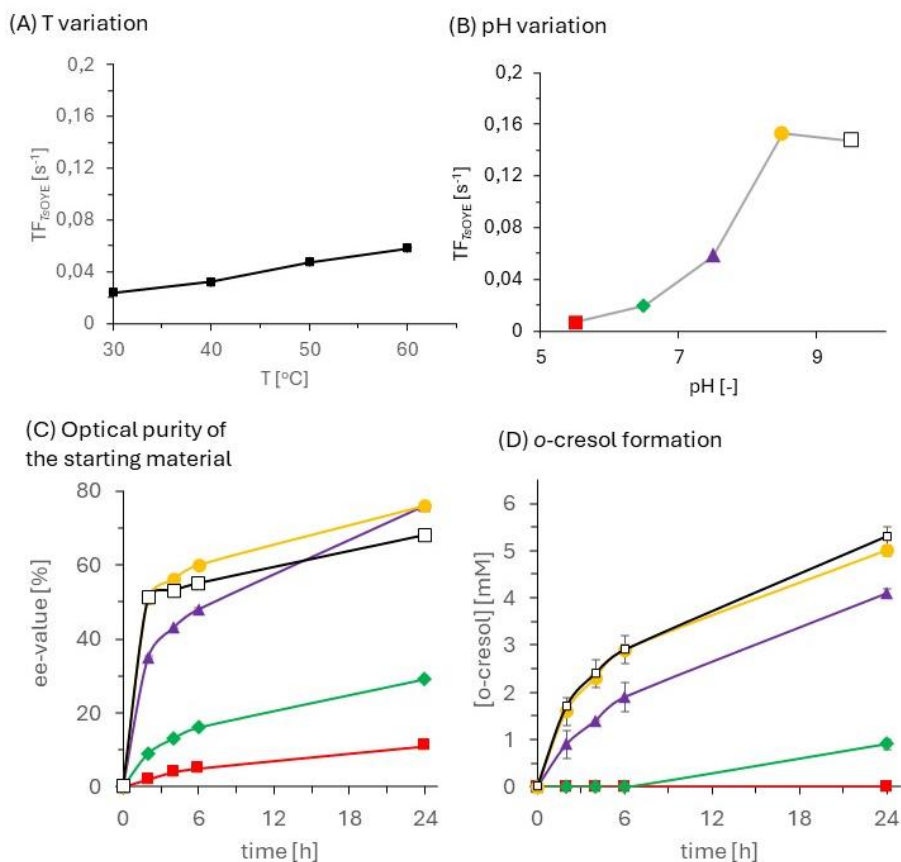 (A) T variation
0,2
0,16
0,12
0,08
0,04
0
TF_TsOYE [s⁻¹]
30 40 50 60
T [°C]
(B) pH variation
0,2
0,16
0,12
0,08
0,04
0
TF_TsOYE [s⁻¹]
5 7 9
pH [-]
(C) Optical purity of
the starting material
80
60
40
20
0
ee-value [%]
0 6 12 18 24
time [h]
(D) o-cresol formation
6
5
4
3
2
1
0
[o-cresol] [mM]
0 6 12 18 24
time [h]